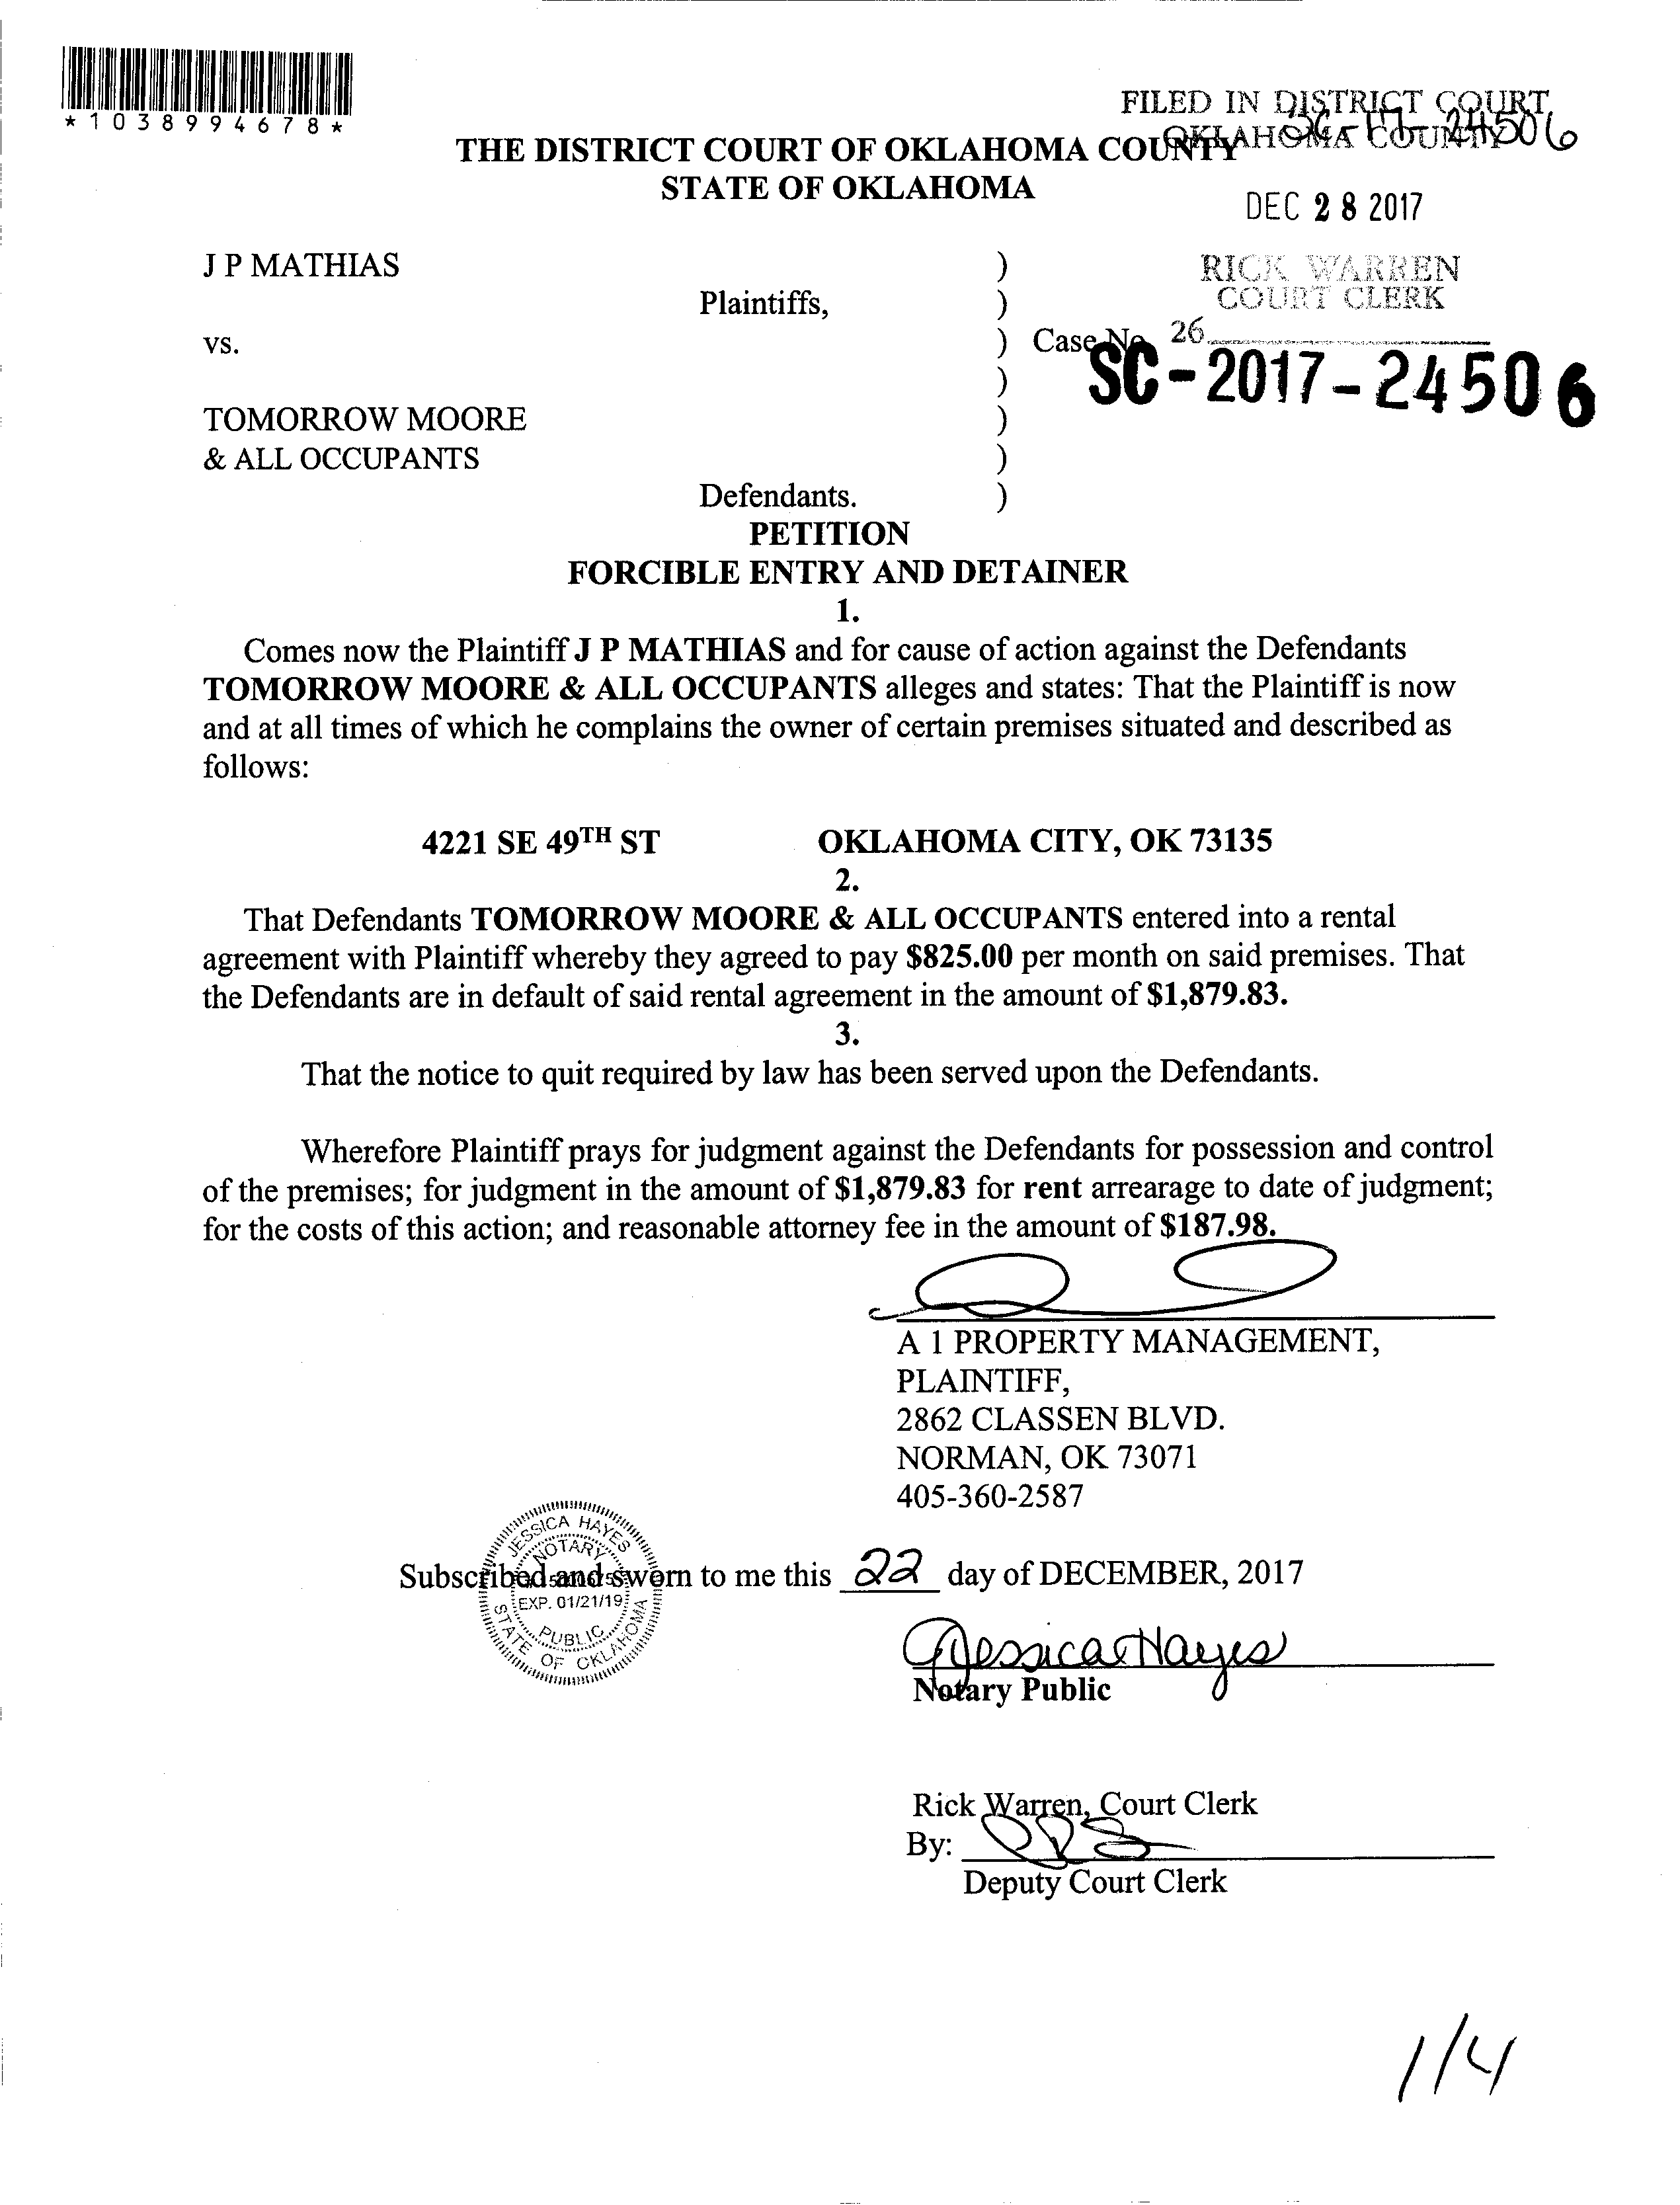 *1038994678*
FILED IN DISTRICT COURT
OKLAHOMA COUNTY
SC-17-24506
THE DISTRICT COURT OF OKLAHOMA COUNTY
STATE OF OKLAHOMA
DEC 28 2017
RICK WARREN
COURT CLERK
26
J P MATHIAS )
Plaintiffs, )
vs. ) Case No.
SC-2017-24506
)
TOMORROW MOORE )
& ALL OCCUPANTS )
Defendants. )
PETITION
FORCIBLE ENTRY AND DETAINER
1.
Comes now the Plaintiff J P MATHIAS and for cause of action against the Defendants
TOMORROW MOORE & ALL OCCUPANTS alleges and states: That the Plaintiff is now
and at all times of which he complains the owner of certain premises situated and described as
follows:
4221 SE 49TH ST OKLAHOMA CITY, OK 73135
2.
That Defendants TOMORROW MOORE & ALL OCCUPANTS entered into a rental
agreement with Plaintiff whereby they agreed to pay $825.00 per month on said premises. That
the Defendants are in default of said rental agreement in the amount of $1,879.83.
3.
That the notice to quit required by law has been served upon the Defendants.
Wherefore Plaintiff prays for judgment against the Defendants for possession and control
of the premises; for judgment in the amount of $1,879.83 for rent arrearage to date of judgment;
for the costs of this action; and reasonable attorney fee in the amount of $187.98.
A 1 PROPERTY MANAGEMENT,
PLAINTIFF,
2862 CLASSEN BLVD.
NORMAN, OK 73071
405-360-2587
JESSICA HAYES
NOTARY
EXP. 01/21/19
PUBLIC
STATE OF OKLAHOMA
Subscribed and sworn to me this 22 day of DECEMBER, 2017
Jessica Hayes
Notary Public
Rick Warren, Court Clerk
By:
Deputy Court Clerk
1/4